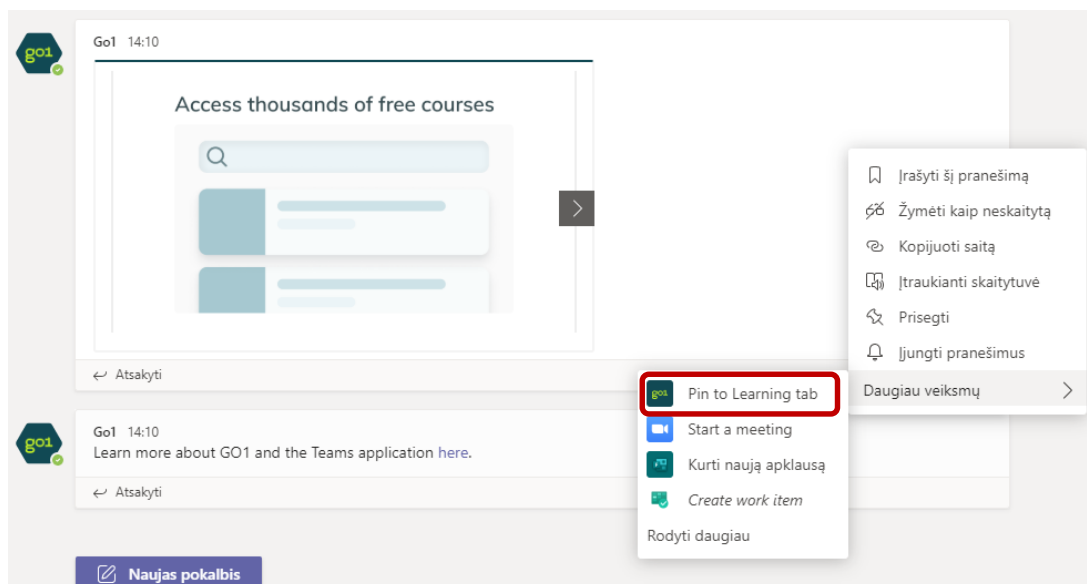 go1
Go1 14:10
Access thousands of free courses
Įrašyti šį pranešimą
Žymėti kaip neskaitytą
Kopijuoti saitą
Įtraukianti skaitytuvė
Prisegti
Įjungti pranešimus
Daugiau veiksmų
Atsakyti
go1 Pin to Learning tab
Start a meeting
Kurti naują apklausą
Create work item
Rodyti daugiau
go1
Go1 14:10
Learn more about GO1 and the Teams application here.
Atsakyti
Naujas pokalbis